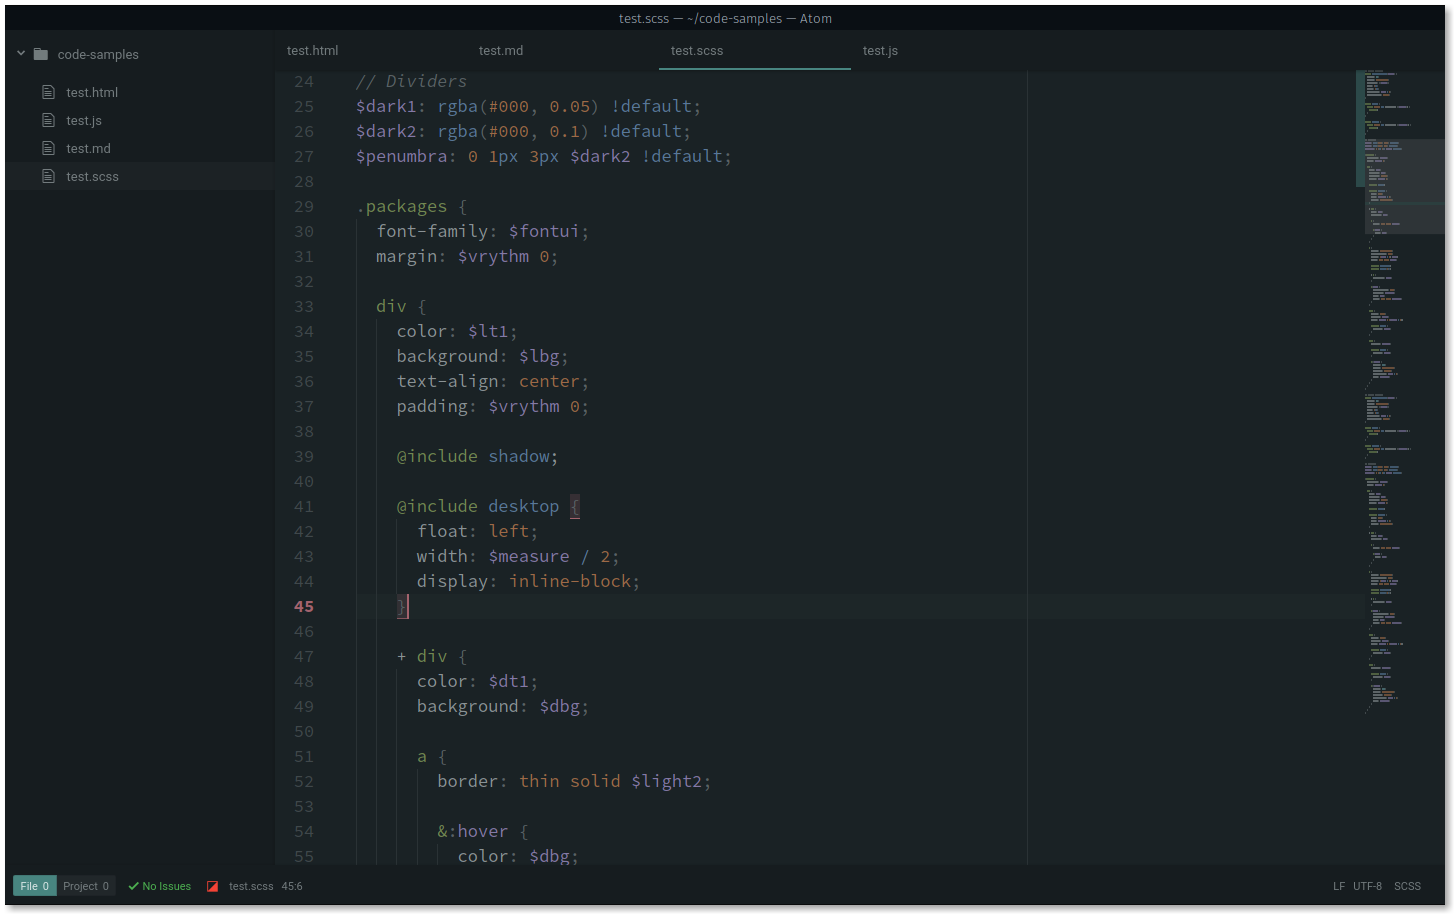 test.scss — ~/code-samples — Atom
code-samples
test.html
test.js
test.md
test.scss
test.html test.md test.scss test.js
24 // Dividers
25 $dark1: rgba(#000, 0.05) !default;
26 $dark2: rgba(#000, 0.1) !default;
27 $penumbra: 0 1px 3px $dark2 !default;
28
29 .packages {
30 font-family: $fontui;
31 margin: $vrythm 0;
32
33 div {
34 color: $lt1;
35 background: $lbg;
36 text-align: center;
37 padding: $vrythm 0;
38
39 @include shadow;
40
41 @include desktop {
42 float: left;
43 width: $measure / 2;
44 display: inline-block;
45 }
46
47 + div {
48 color: $dt1;
49 background: $dbg;
50
51 a {
52 border: thin solid $light2;
53
54 &:hover {
55 color: $dbg;
File 0 Project 0 No Issues test.scss 45:6 LF UTF-8 SCSS